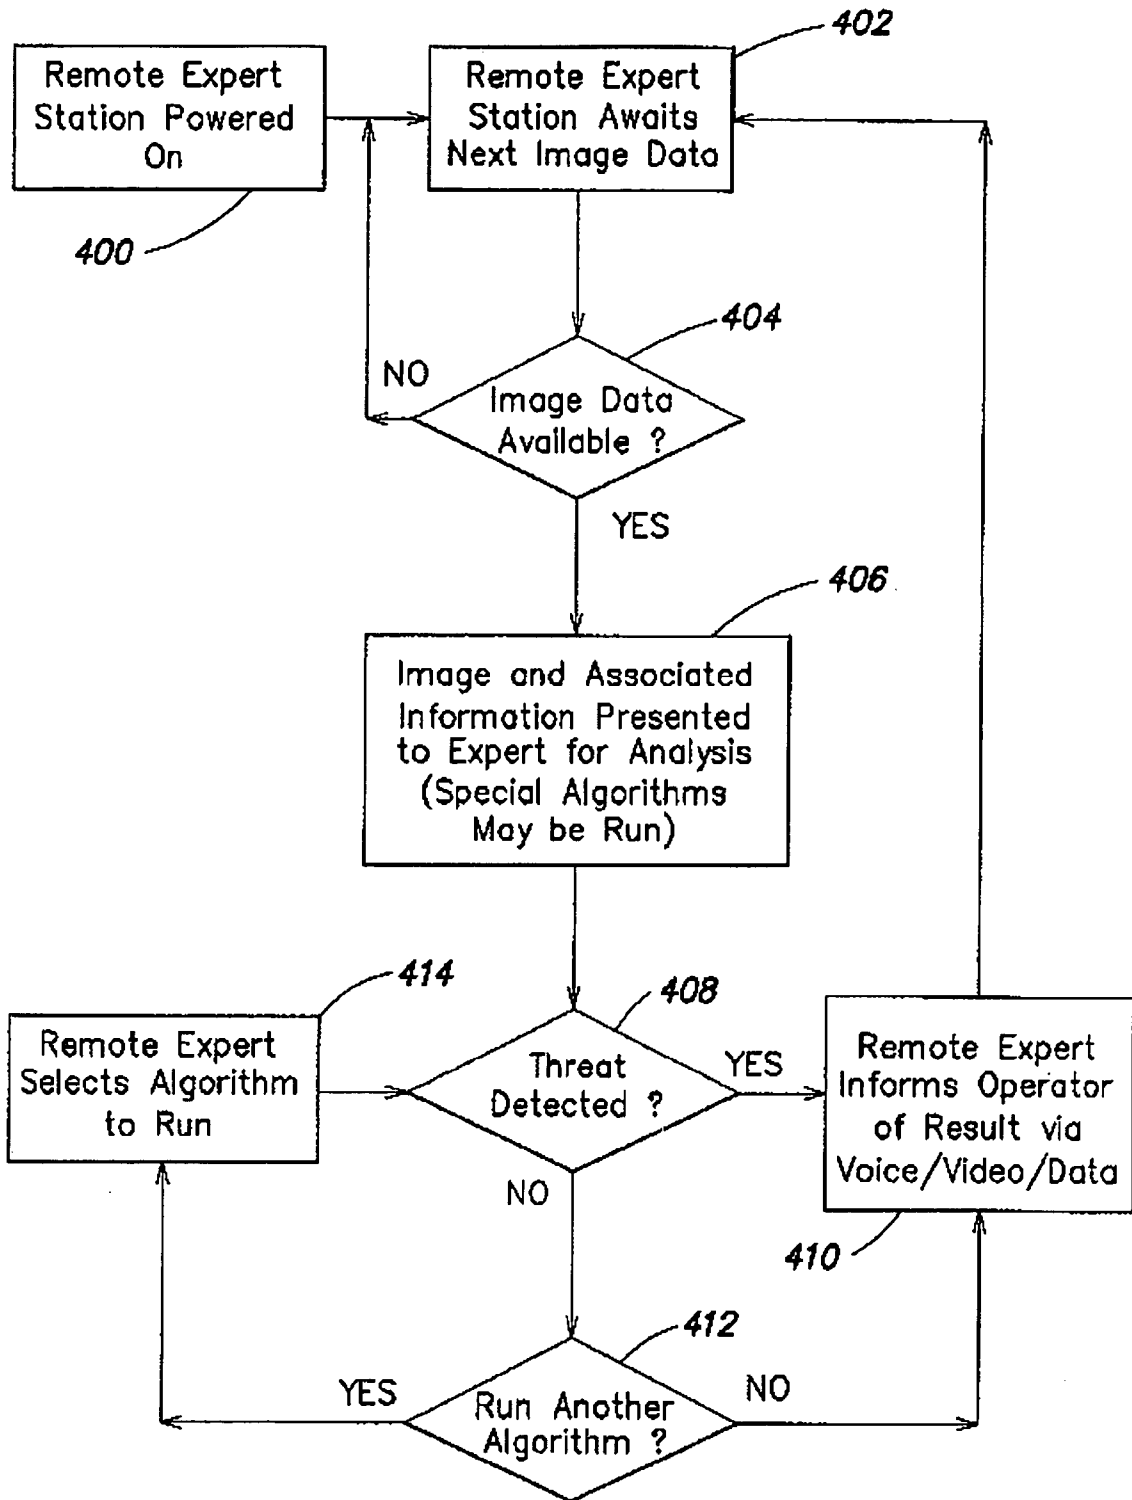 402
Remote Expert
Station Powered
On
400
Remote Expert
Station Awaits
Next Image Data
404
NO
Image Data
Available ?
YES
406
Image and Associated
Information Presented
to Expert for Analysis
(Special Algorithms
May be Run)
414
Remote Expert
Selects Algorithm
to Run
408
Threat
Detected ?
YES
NO
Remote Expert
Informs Operator
of Result via
Voice/Video/Data
410
412
YES
Run Another
Algorithm ?
NO